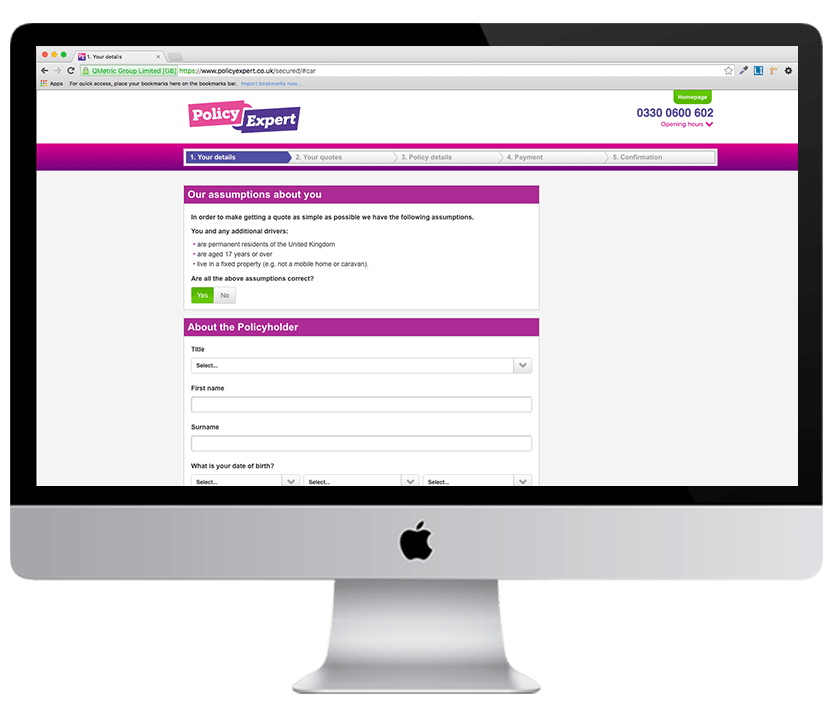 1. Your details
QMetric Group Limited [GB] https://www.policyexpert.co.uk/secured/#car
Apps For quick access, place your bookmarks here on the bookmarks bar. Import bookmarks now...
Homepage
Policy Expert
0330 0600 602
Opening hours
1. Your details 2. Your quotes 3. Policy details 4. Payment 5. Confirmation
Our assumptions about you
In order to make getting a quote as simple as possible we have the following assumptions.
You and any additional drivers:
• are permanent residents of the United Kingdom
• are aged 17 years or over
• live in a fixed property (e.g. not a mobile home or caravan).
Are all the above assumptions correct?
Yes No
About the Policyholder
Title
Select...
First name
Surname
What is your date of birth?
Select... Select... Select...